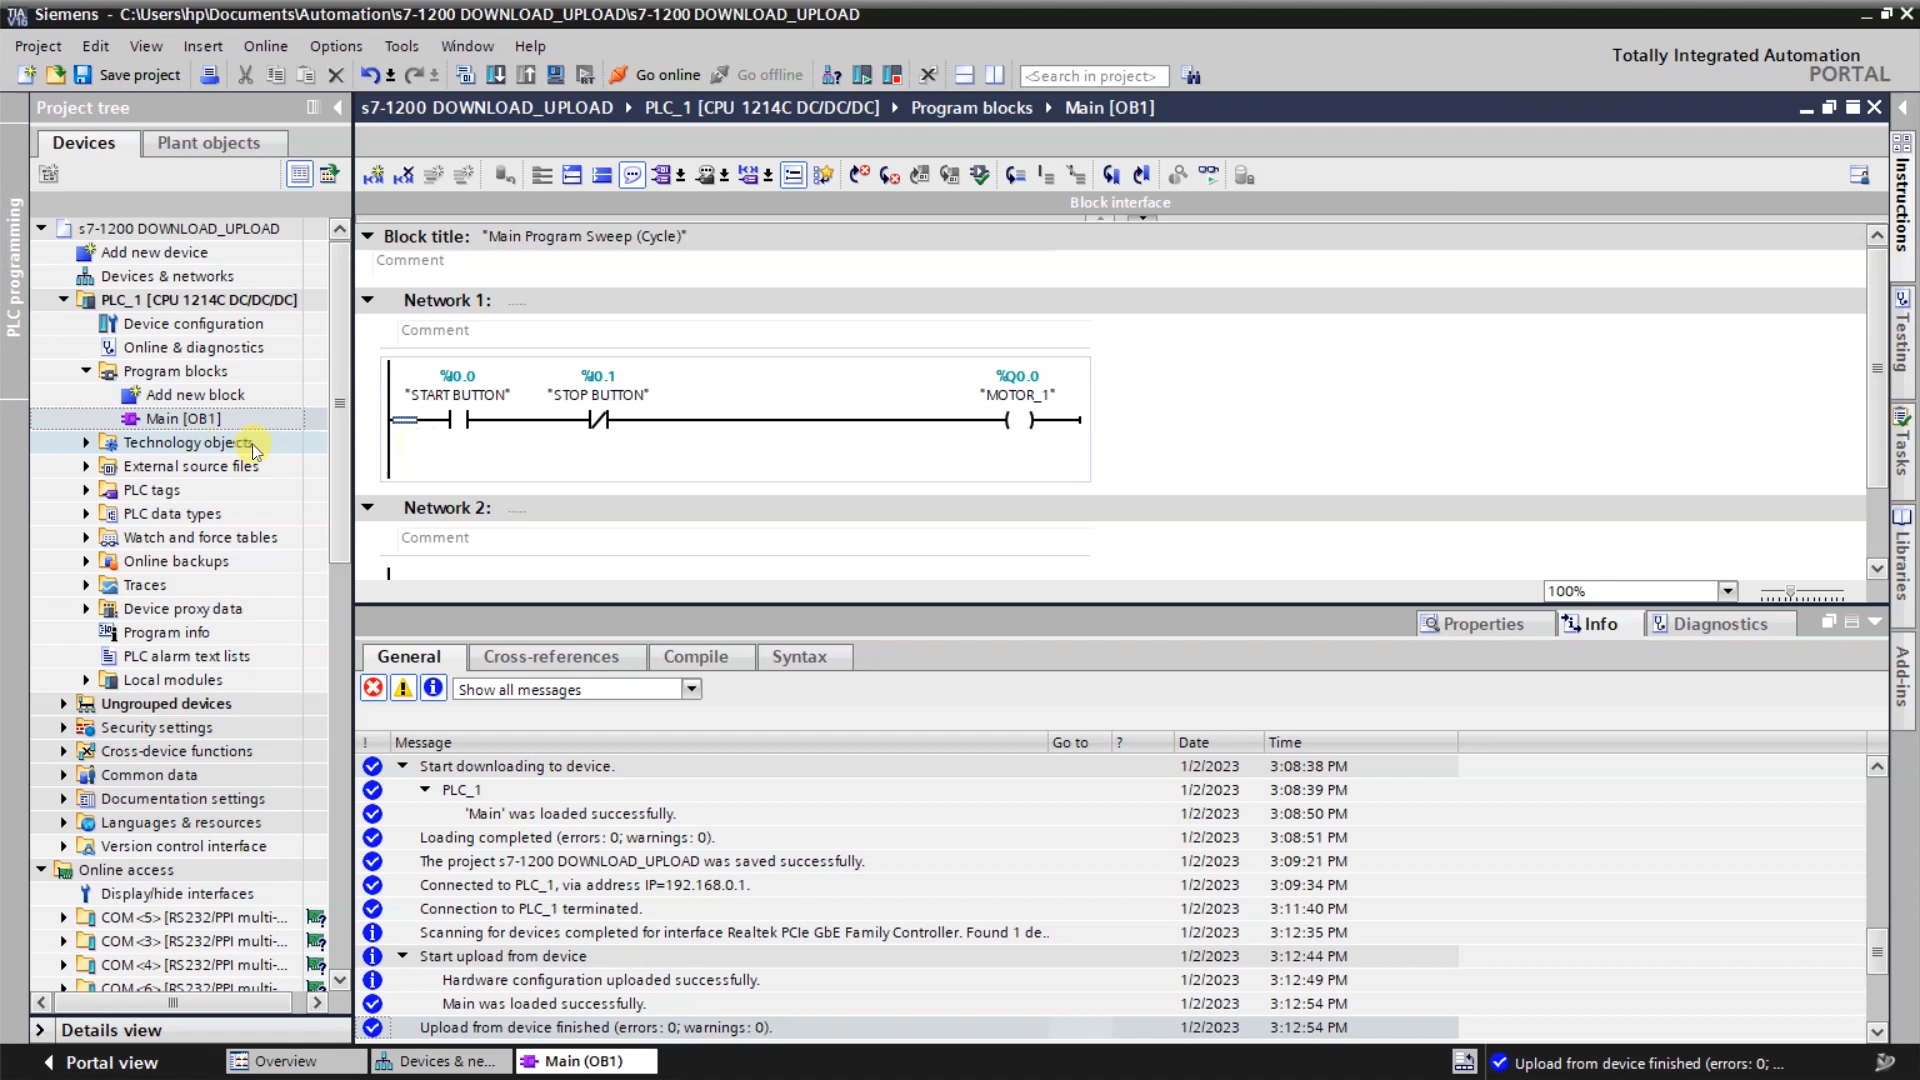 Siemens - C:\Users\hp\Documents\Automation\s7-1200 DOWNLOAD_UPLOAD\s7-1200 DOWNLOAD_UPLOAD
Project Edit View Insert Online Options Tools Window Help
Totally Integrated Automation
PORTAL
Save project Go online Go offline <Search in project>
Project tree
s7-1200 DOWNLOAD_UPLOAD PLC_1 [CPU 1214C DC/DC/DC] Program blocks Main [OB1]
Devices Plant objects
PLC programming
s7-1200 DOWNLOAD_UPLOAD
Add new device
Devices & networks
PLC_1 [CPU 1214C DC/DC/DC]
Device configuration
Online & diagnostics
Program blocks
Add new block
Main [OB1]
Technology objects
External source files
PLC tags
PLC data types
Watch and force tables
Online backups
Traces
Device proxy data
Program info
PLC alarm text lists
Local modules
Ungrouped devices
Security settings
Cross-device functions
Common data
Documentation settings
Languages & resources
Version control interface
Online access
Display/hide interfaces
COM <5> [RS232/PPI multi-...
COM <3> [RS232/PPI multi-...
COM <4> [RS232/PPI multi-...
COM <6> [RS232/PPI multi-...
Details view
Block interface
Block title: "Main Program Sweep (Cycle)"
Comment
Network 1: .....
Comment
%I0.0 %I0.1 %Q0.0
"START BUTTON" "STOP BUTTON" "MOTOR_1"
Network 2: .....
Comment
100%
Properties Info Diagnostics
General Cross-references Compile Syntax
Show all messages
! Message Go to ? Date Time
Start downloading to device. 1/2/2023 3:08:38 PM
PLC_1 1/2/2023 3:08:39 PM
'Main' was loaded successfully. 1/2/2023 3:08:50 PM
Loading completed (errors: 0; warnings: 0). 1/2/2023 3:08:51 PM
The project s7-1200 DOWNLOAD_UPLOAD was saved successfully. 1/2/2023 3:09:21 PM
Connected to PLC_1, via address IP=192.168.0.1. 1/2/2023 3:09:34 PM
Connection to PLC_1 terminated. 1/2/2023 3:11:40 PM
Scanning for devices completed for interface Realtek PCIe GbE Family Controller. Found 1 de.. 1/2/2023 3:12:35 PM
Start upload from device 1/2/2023 3:12:44 PM
Hardware configuration uploaded successfully. 1/2/2023 3:12:49 PM
Main was loaded successfully. 1/2/2023 3:12:54 PM
Upload from device finished (errors: 0; warnings: 0). 1/2/2023 3:12:54 PM
Instructions
Testing
Tasks
Libraries
Add-ins
Portal view Overview Devices & ne... Main (OB1) Upload from device finished (errors: 0; ...